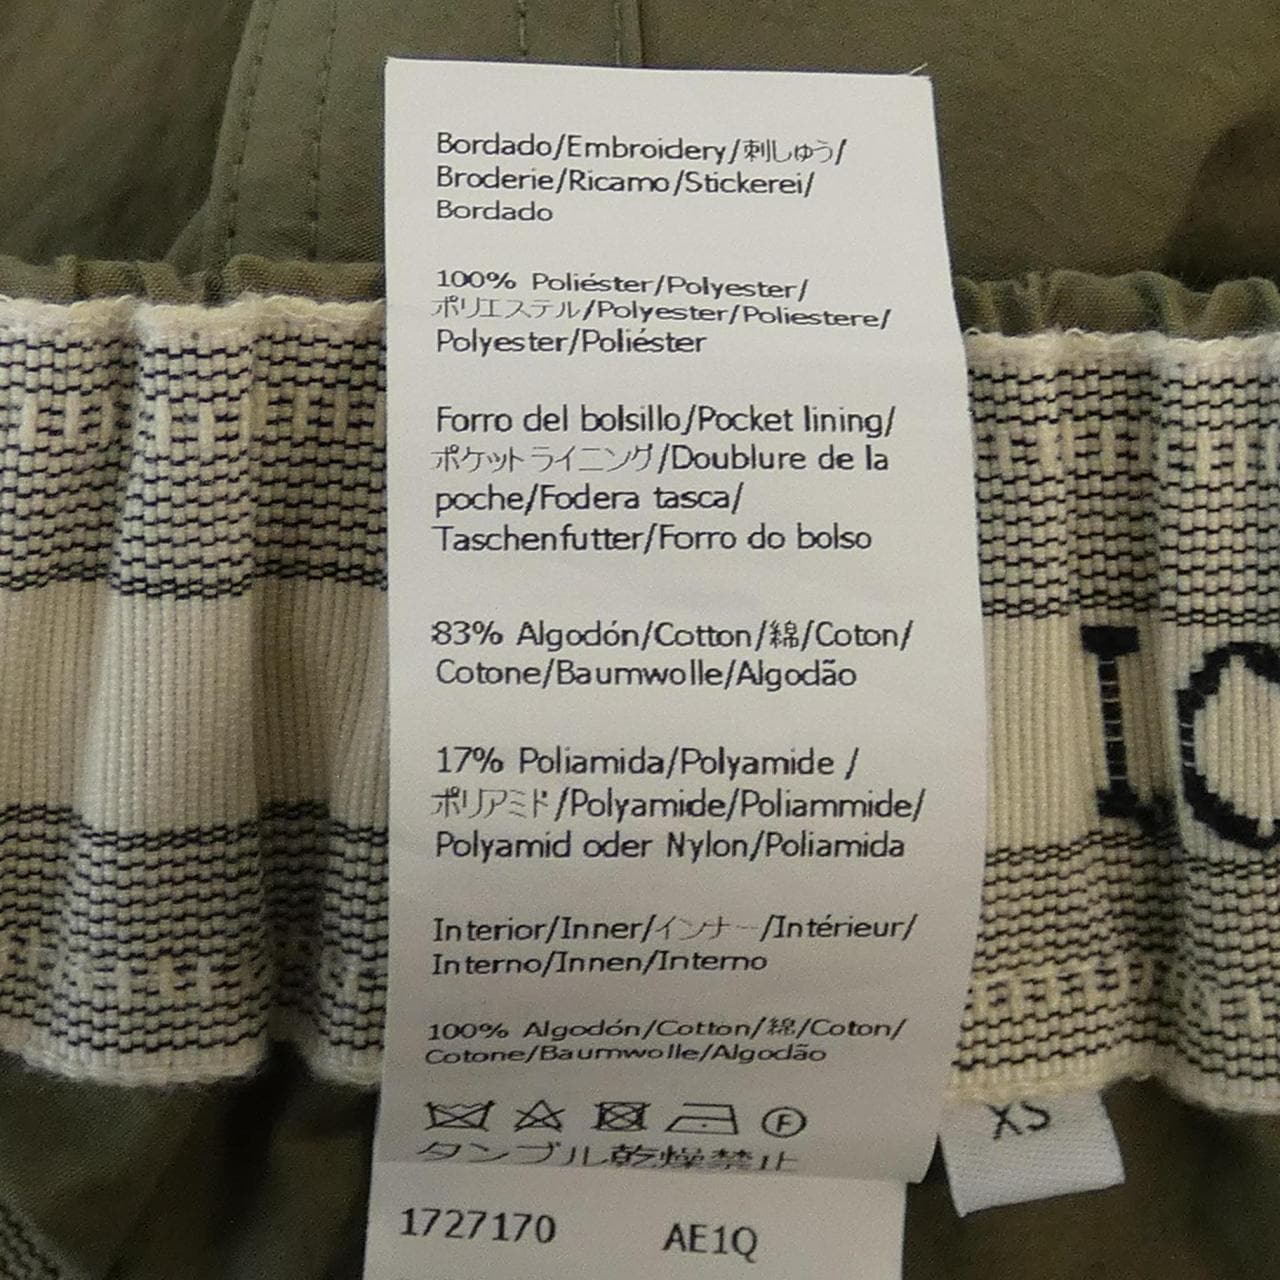 Bordado/Embroidery/刺しゅう/
Broderie/Ricamo/Stickerei/
Bordado
100% Poliéster/Polyester/
ポリエステル/Polyester/Poliestere/
Polyester/Poliéster
Forro del bolsillo/Pocket lining/
ポケットライニング/Doublure de la
poche/Fodera tasca/
Taschenfutter/Forro do bolso
83% Algodón/Cotton/綿/Coton/
Cotone/Baumwolle/Algodão
17% Poliamida/Polyamide /
ポリアミド/Polyamide/Poliammide/
Polyamid oder Nylon/Poliamida
Interior/Inner/インナー/Intérieur/
Interno/Innen/Interno
100% Algodón/Cotton/綿/Coton/
Cotone/Baumwolle/Algodão
F
タンブル乾燥禁止
1727170 AE1Q
XS